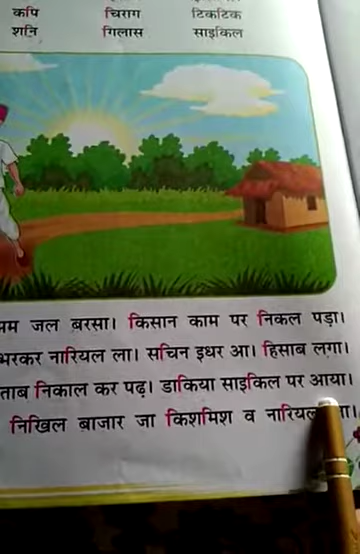 कपि चिराग टिकटिक
शनि गिलास साइकिल
जल बरसा। किसान काम पर निकल पड़ा।
नारियल ला। सचिन इधर आ। हिसाब लगा।
निकाल कर पढ़। डाकिया साइकिल पर आया।
निखिल बाजार जा किशमिश व